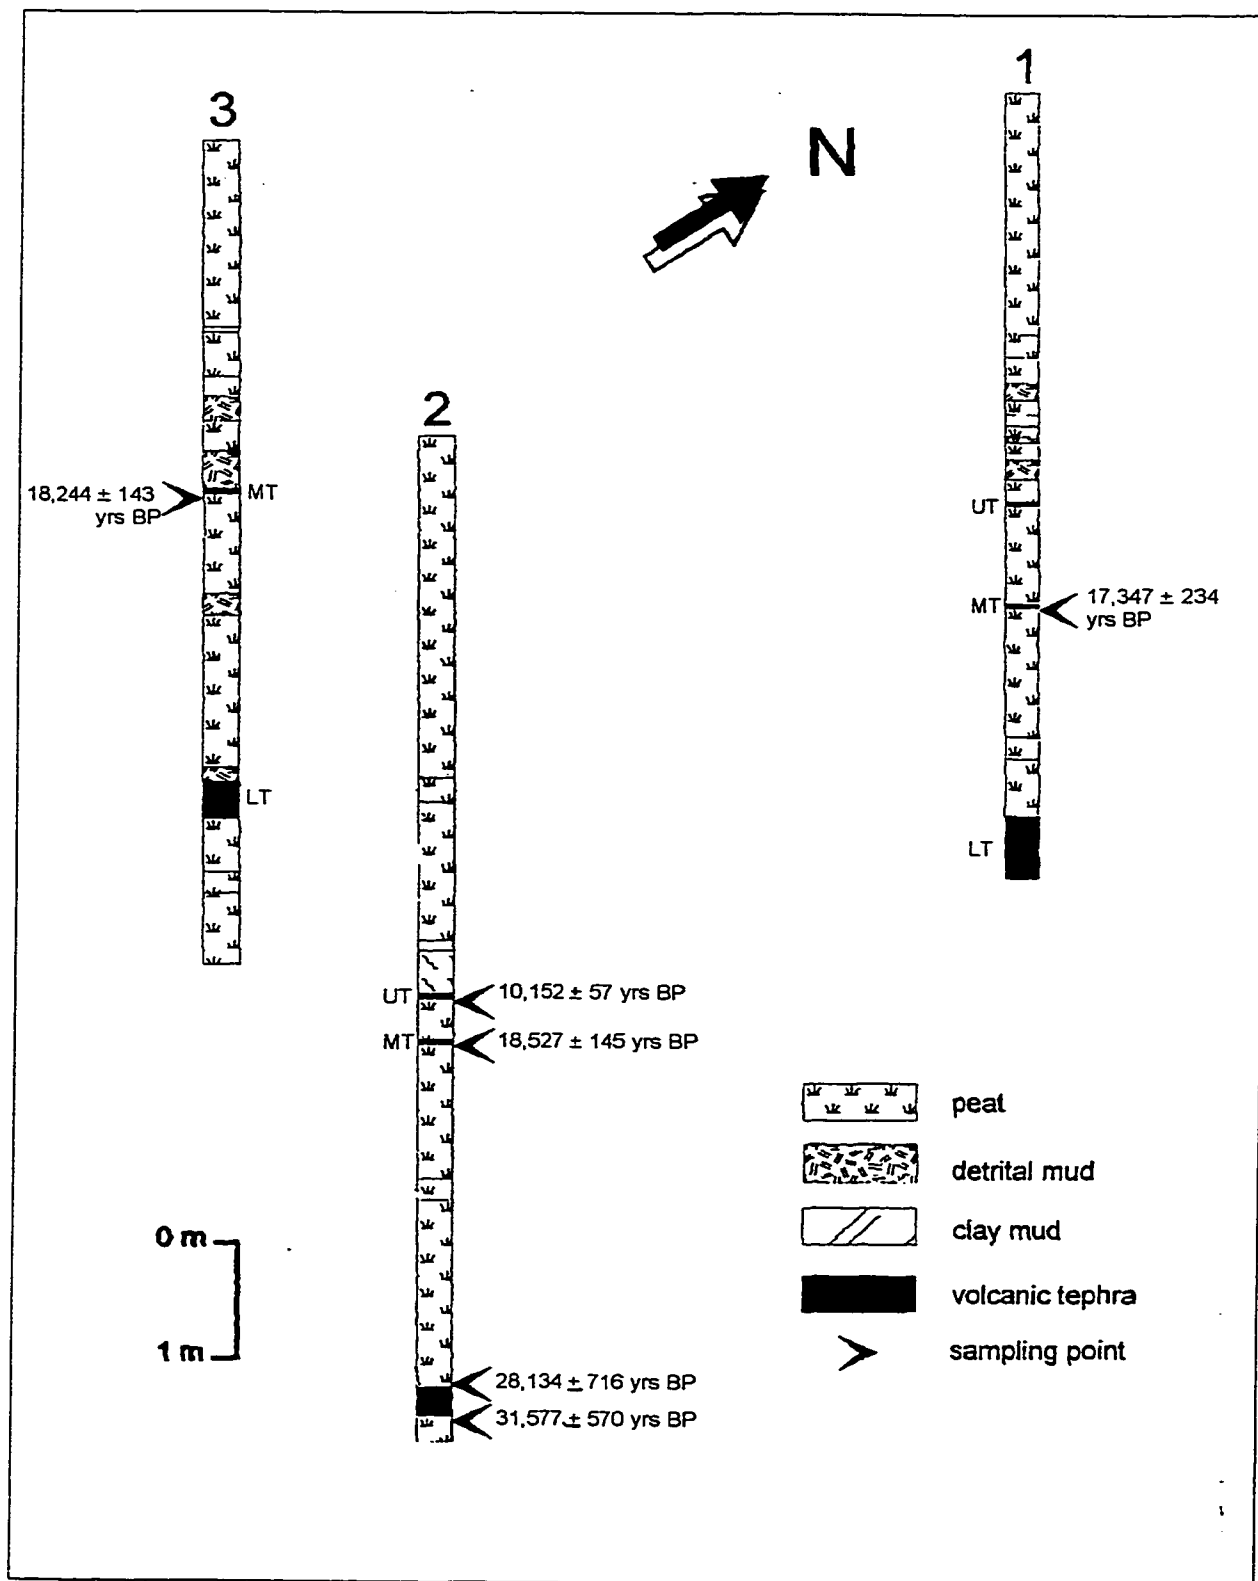 1
3
N
2
18,244 ± 143
yrs BP
MT
UT
MT
17,347 ± 234
yrs BP
LT
LT
UT
10,152 ± 57 yrs BP
MT
18,527 ± 145 yrs BP
peat
detrital mud
clay mud
volcanic tephra
sampling point
0 m
1 m
28,134 ± 716 yrs BP
31,577 ± 570 yrs BP